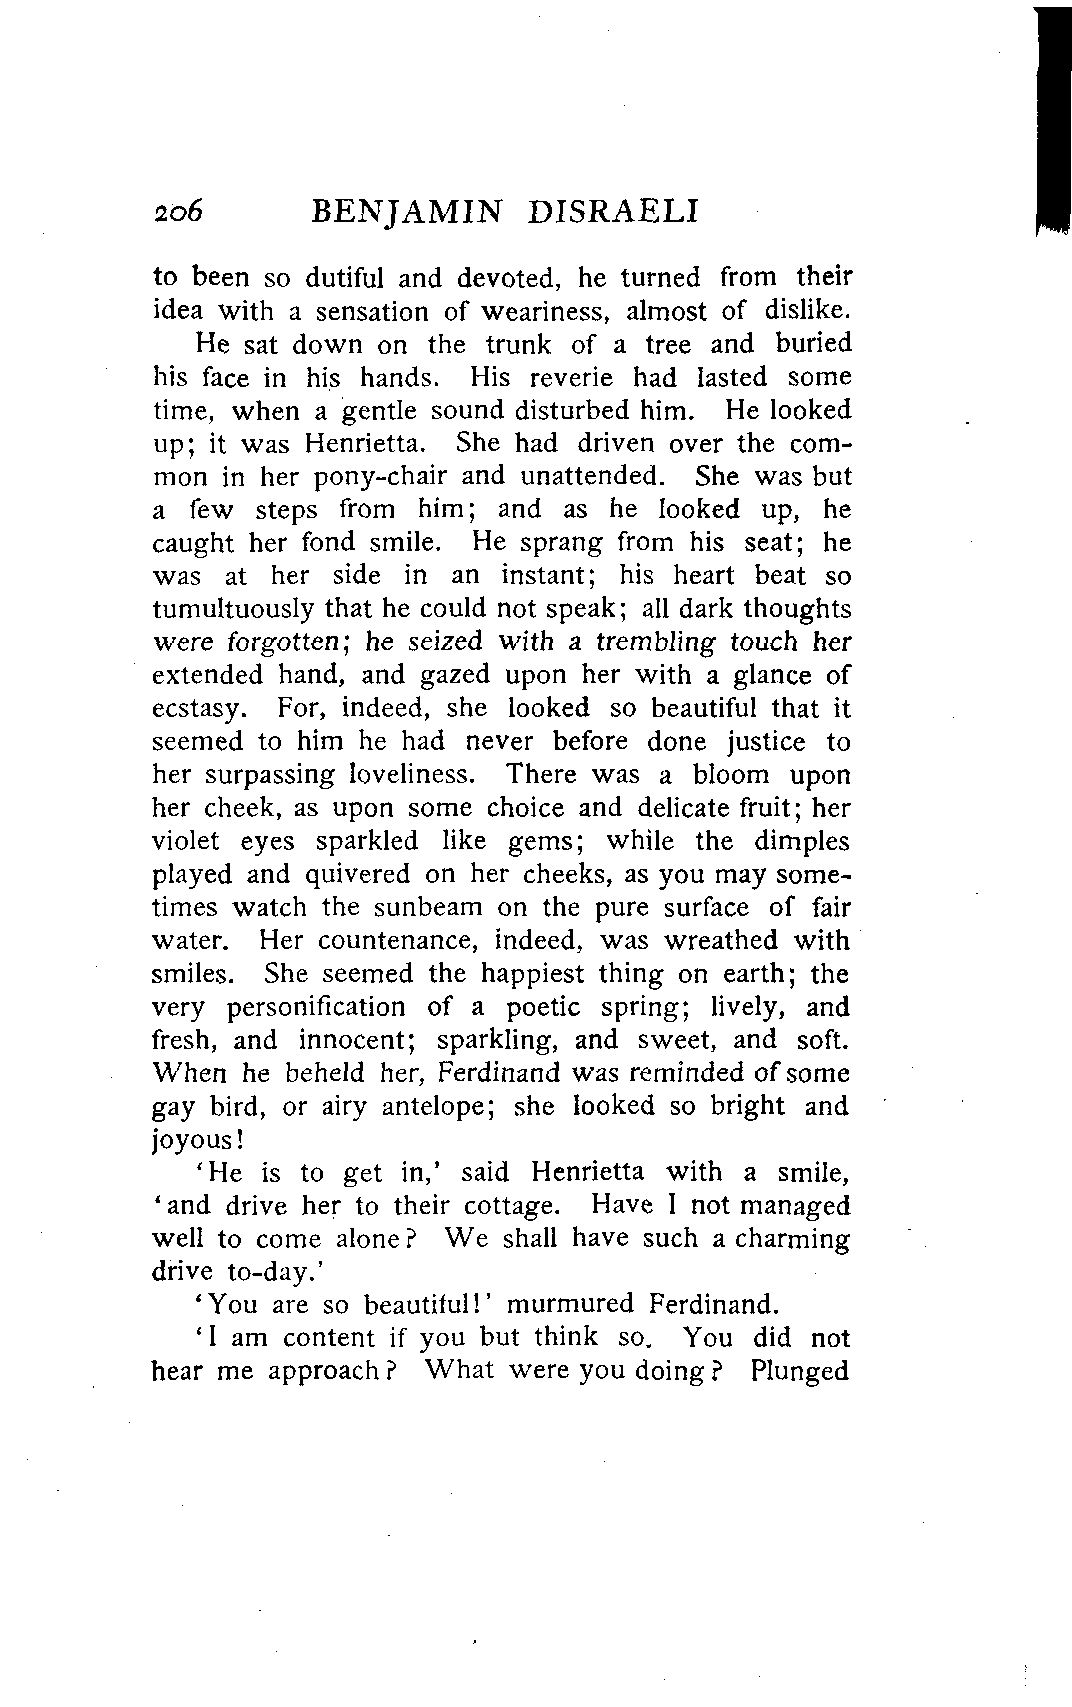 206 BENJAMIN DISRAELI
to been so dutiful and devoted, he turned from their
idea with a sensation of weariness, almost of dislike.
He sat down on the trunk of a tree and buried
his face in his hands. His reverie had lasted some
time, when a gentle sound disturbed him. He looked
up; it was Henrietta. She had driven over the com-
mon in her pony-chair and unattended. She was but
a few steps from him; and as he looked up, he
caught her fond smile. He sprang from his seat; he
was at her side in an instant; his heart beat so
tumultuously that he could not speak; all dark thoughts
were forgotten; he seized with a trembling touch her
extended hand, and gazed upon her with a glance of
ecstasy. For, indeed, she looked so beautiful that it
seemed to him he had never before done justice to
her surpassing loveliness. There was a bloom upon
her cheek, as upon some choice and delicate fruit; her
violet eyes sparkled like gems; while the dimples
played and quivered on her cheeks, as you may some-
times watch the sunbeam on the pure surface of fair
water. Her countenance, indeed, was wreathed with
smiles. She seemed the happiest thing on earth; the
very personification of a poetic spring; lively, and
fresh, and innocent; sparkling, and sweet, and soft.
When he beheld her, Ferdinand was reminded of some
gay bird, or airy antelope; she looked so bright and
joyous!
'He is to get in,' said Henrietta with a smile,
'and drive her to their cottage. Have I not managed
well to come alone? We shall have such a charming
drive to-day.'
'You are so beautiful!' murmured Ferdinand.
'I am content if you but think so. You did not
hear me approach? What were you doing? Plunged